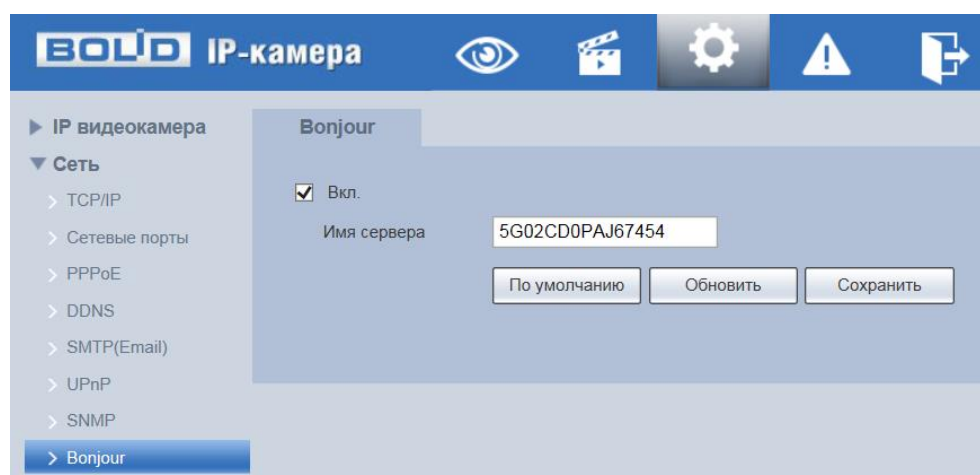 BOLID IP-камера
IP видеокамера
Сеть
TCP/IP
Сетевые порты
PPPoE
DDNS
SMTP(Email)
UPnP
SNMP
Bonjour
Bonjour
Вкл.
Имя сервера 5G02CD0PAJ67454
По умолчанию Обновить Сохранить